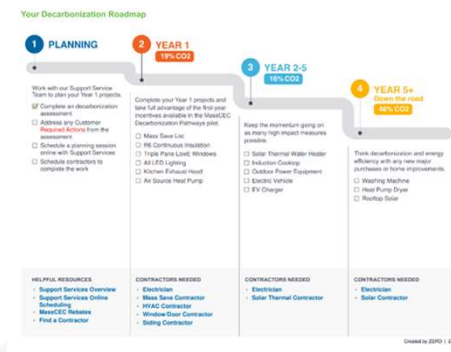 Your Decarbonization Roadmap
1 PLANNING
Work with our Support Service
Team to plan your Year 1 projects.
Complete an decarbonization
assessment
Address any Customer
Required Actions from the
assessment
Schedule a planning session
online with Support Services
Schedule contractors to
complete the work
HELPFUL RESOURCES
Support Services Overview
Support Services Online
Scheduling
MassCEC Rebates
Find a Contractor
2 YEAR 1
19% CO2
Complete your Year 1 projects and
take full advantage of the first-year
incentives available in the MassCEC
Decarbonization Pathways pilot.
Mass Save List
R6 Continuous Insulation
Triple Pane LowE Windows
All LED Lighting
Kitchen Exhaust Hood
Air Source Heat Pump
CONTRACTORS NEEDED
Electrician
Mass Save Contractor
HVAC Contractor
Window/Door Contractor
Siding Contractor
3 YEAR 2-5
16% CO2
Keep the momentum going on
as many high impact measures
possible.
Solar Thermal Water Heater
Induction Cooktop
Outdoor Power Equipment
Electric Vehicle
EV Charger
CONTRACTORS NEEDED
Electrician
Solar Thermal Contractor
4 YEAR 5+
Down the road
46% CO2
Think decarbonization and energy
efficiency with any new major
purchases or home improvements.
Washing Machine
Heat Pump Dryer
Rooftop Solar
CONTRACTORS NEEDED
Electrician
Solar Contractor
Created by ZERO | 2